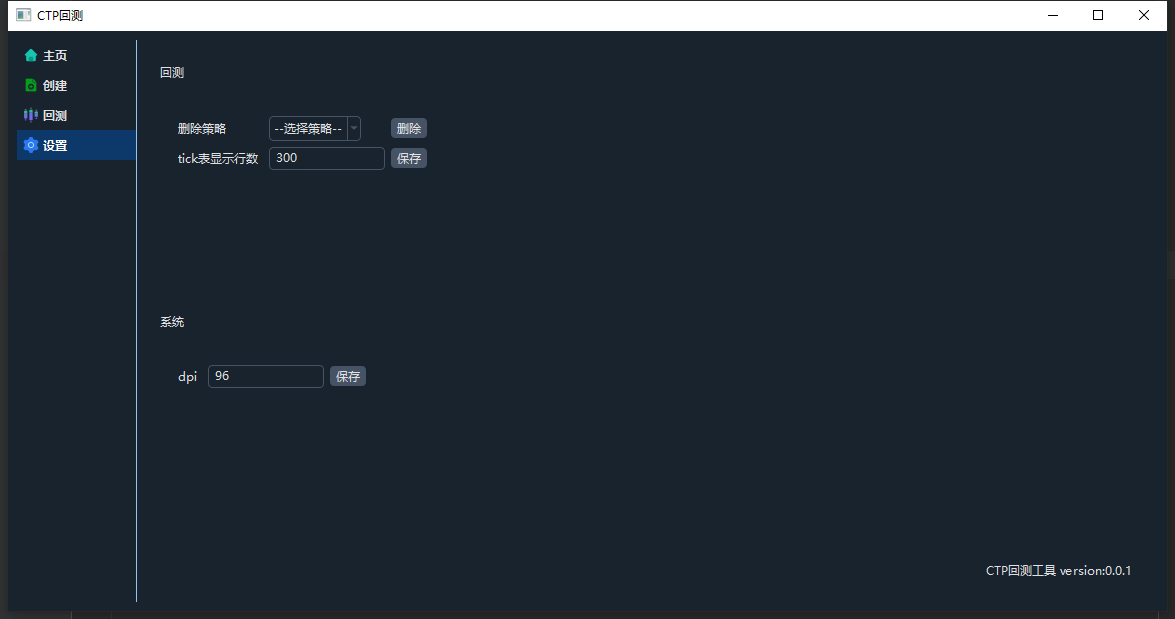 CTP回测
主页
创建
回测
设置
回测
删除策略 --选择策略-- 删除
tick表显示行数 300 保存
系统
dpi 96 保存
CTP回测工具 version:0.0.1